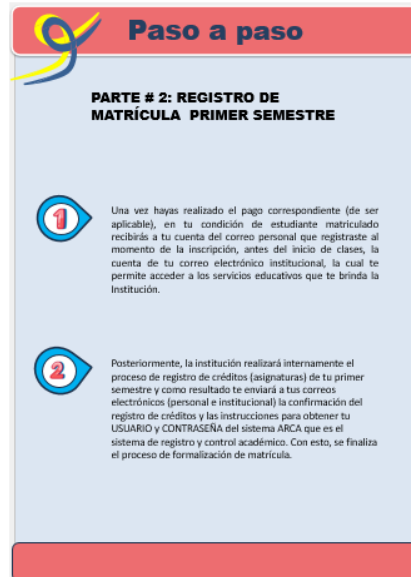 Paso a paso
PARTE # 2: REGISTRO DE
MATRÍCULA PRIMER SEMESTRE
1
Una vez hayas realizado el pago correspondiente (de ser
aplicable), en tu condición de estudiante matriculado
recibirás a tu cuenta del correo personal que registraste al
momento de la inscripción, antes del inicio de clases, la
cuenta de tu correo electrónico institucional, la cual te
permite acceder a los servicios educativos que te brinda la
Institución.
2
Posteriormente, la institución realizará internamente el
proceso de registro de créditos (asignaturas) de tu primer
semestre y como resultado te enviará a tus correos
electrónicos (personal e institucional) la confirmación del
registro de créditos y las instrucciones para obtener tu
USUARIO y CONTRASEÑA del sistema ARCA que es el
sistema de registro y control académico. Con esto, se finaliza
el proceso de formalización de matrícula.